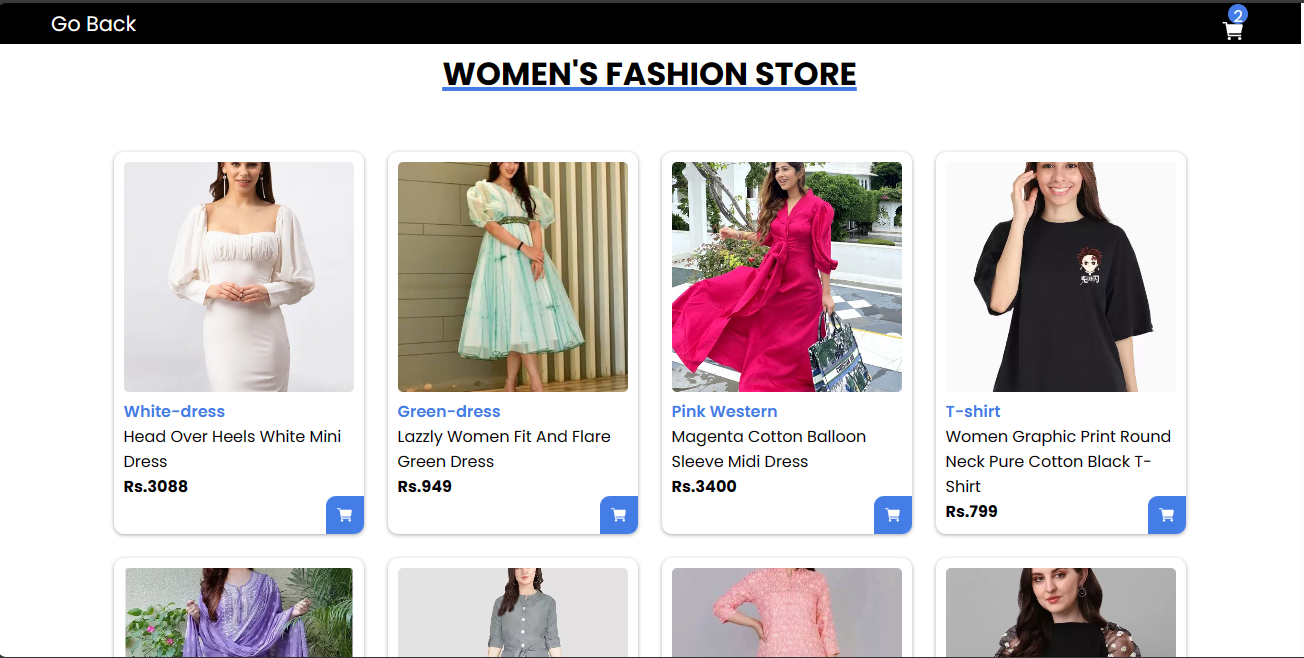 Go Back
2
WOMEN'S FASHION STORE
White-dress
Head Over Heels White Mini
Dress
Rs.3088
Green-dress
Lazzly Women Fit And Flare
Green Dress
Rs.949
Pink Western
Magenta Cotton Balloon
Sleeve Midi Dress
Rs.3400
T-shirt
Women Graphic Print Round
Neck Pure Cotton Black T-
Shirt
Rs.799